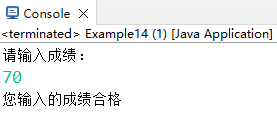 Console
<terminated> Example14 (1) [Java Application]
请输入成绩：
70
您输入的成绩合格